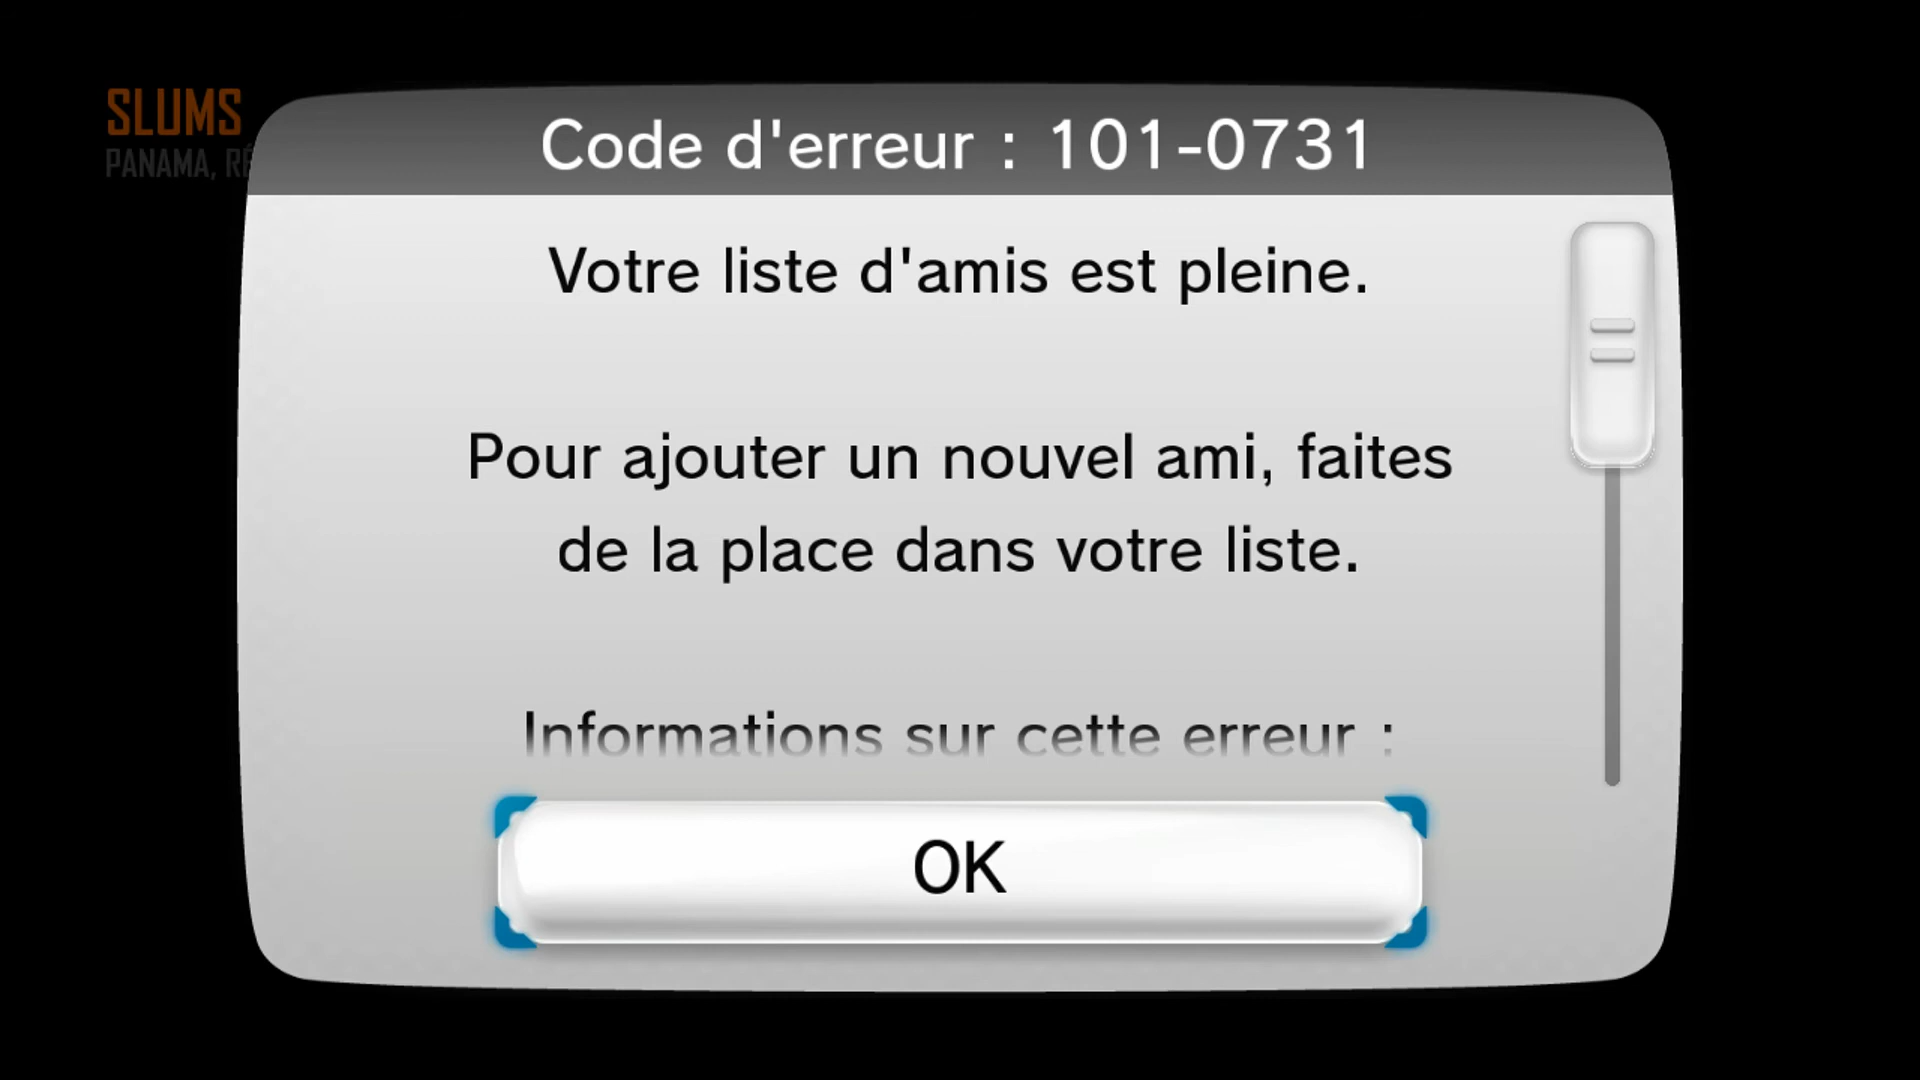 SLUMS
PANAMA, RÉ
Code d'erreur : 101-0731
Votre liste d'amis est pleine.
Pour ajouter un nouvel ami, faites
de la place dans votre liste.
Informations sur cette erreur :
OK